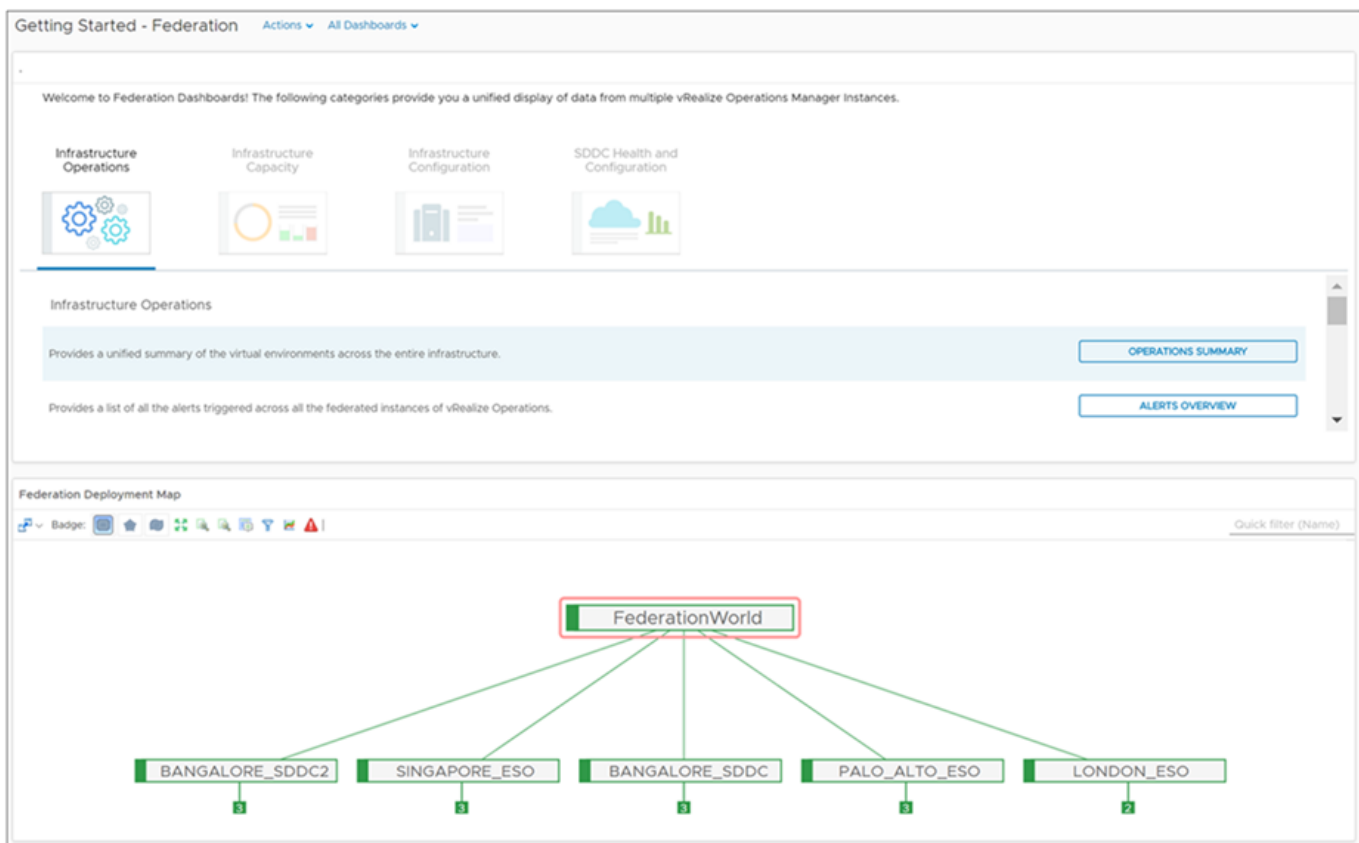 Getting Started - Federation Actions All Dashboards
.
Welcome to Federation Dashboards! The following categories provide you a unified display of data from multiple vRealize Operations Manager Instances.
Infrastructure
Operations
Infrastructure
Capacity
Infrastructure
Configuration
SDDC Health and
Configuration
Infrastructure Operations
Provides a unified summary of the virtual environments across the entire infrastructure. OPERATIONS SUMMARY
Provides a list of all the alerts triggered across all the federated instances of vRealize Operations. ALERTS OVERVIEW
Federation Deployment Map
Badge: Quick filter (Name)
FederationWorld
BANGALORE_SDDC2 SINGAPORE_ESO BANGALORE_SDDC PALO_ALTO_ESO LONDON_ESO
3 3 3 3 2